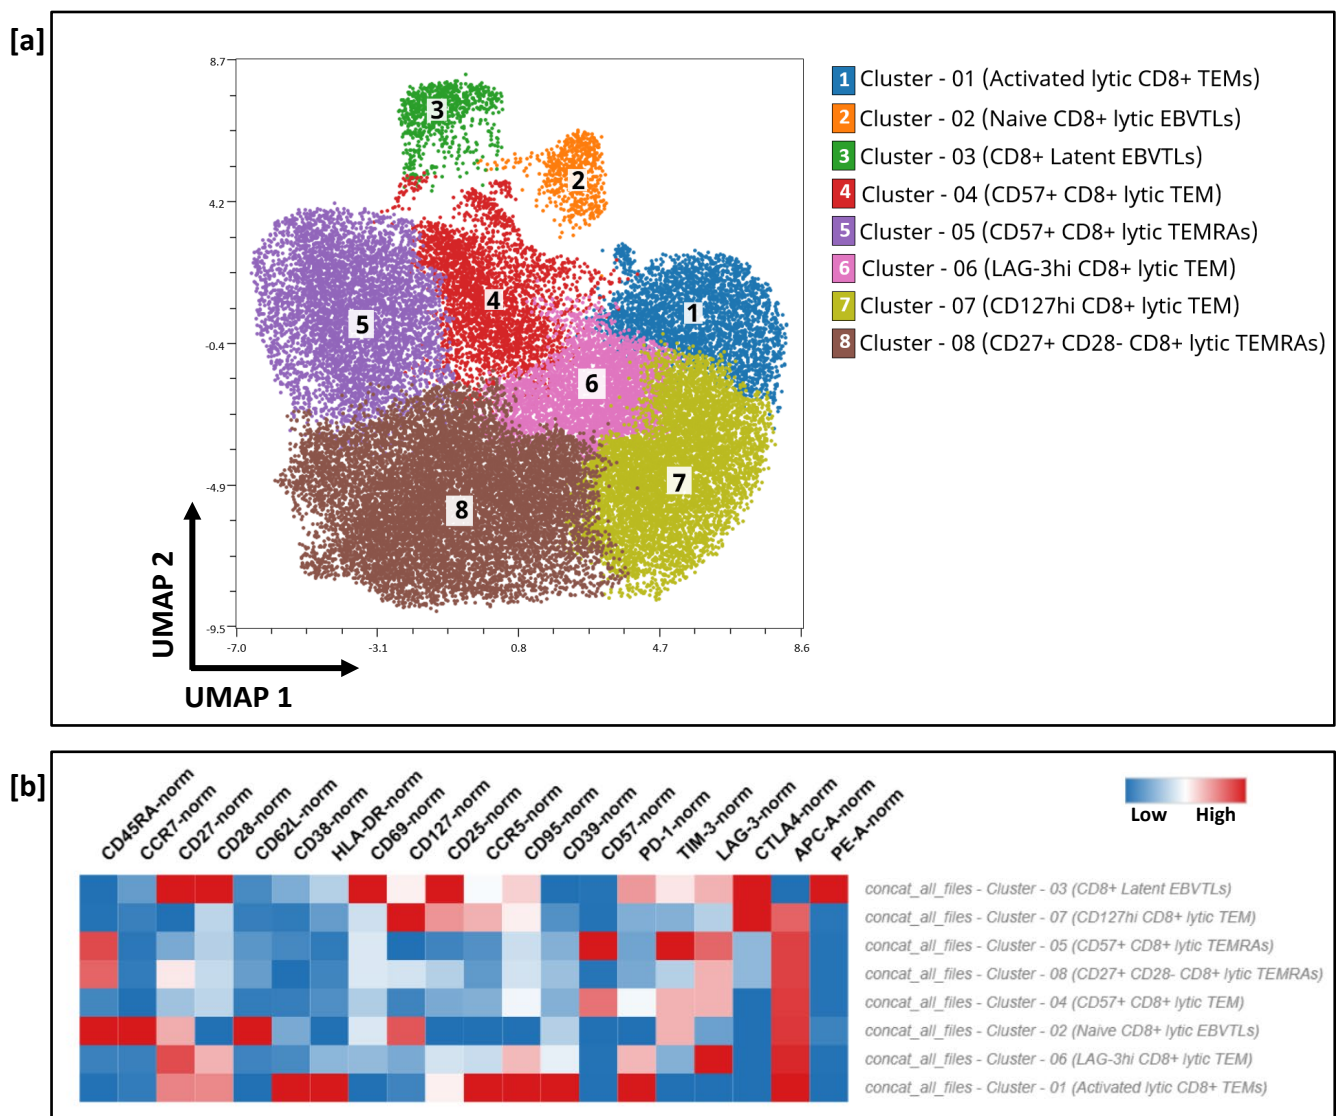 [a]
8.7
4.2
-0.4
-4.9
-9.5
-7.0
-3.1
0.8
4.7
8.6
UMAP 2
UMAP 1
3
2
1
5
4
6
7
8
1 Cluster - 01 (Activated lytic CD8+ TEMs)
2 Cluster - 02 (Naive CD8+ lytic EBVTLs)
3 Cluster - 03 (CD8+ Latent EBVTLs)
4 Cluster - 04 (CD57+ CD8+ lytic TEM)
5 Cluster - 05 (CD57+ CD8+ lytic TEMRAs)
6 Cluster - 06 (LAG-3hi CD8+ lytic TEM)
7 Cluster - 07 (CD127hi CD8+ lytic TEM)
8 Cluster - 08 (CD27+ CD28- CD8+ lytic TEMRAs)
[b]
CD45RA-norm
CCR7-norm
CD27-norm
CD28-norm
CD62L-norm
CD38-norm
HLA-DR-norm
CD69-norm
CD127-norm
CD25-norm
CCR5-norm
CD95-norm
CD39-norm
CD57-norm
PD-1-norm
TIM-3-norm
LAG-3-norm
CTLA4-norm
APC-A-norm
PE-A-norm
Low High
concat_all_files - Cluster - 03 (CD8+ Latent EBVTLs)
concat_all_files - Cluster - 07 (CD127hi CD8+ lytic TEM)
concat_all_files - Cluster - 05 (CD57+ CD8+ lytic TEMRAs)
concat_all_files - Cluster - 08 (CD27+ CD28- CD8+ lytic TEMRAs)
concat_all_files - Cluster - 04 (CD57+ CD8+ lytic TEM)
concat_all_files - Cluster - 02 (Naive CD8+ lytic EBVTLs)
concat_all_files - Cluster - 06 (LAG-3hi CD8+ lytic TEM)
concat_all_files - Cluster - 01 (Activated lytic CD8+ TEMs)